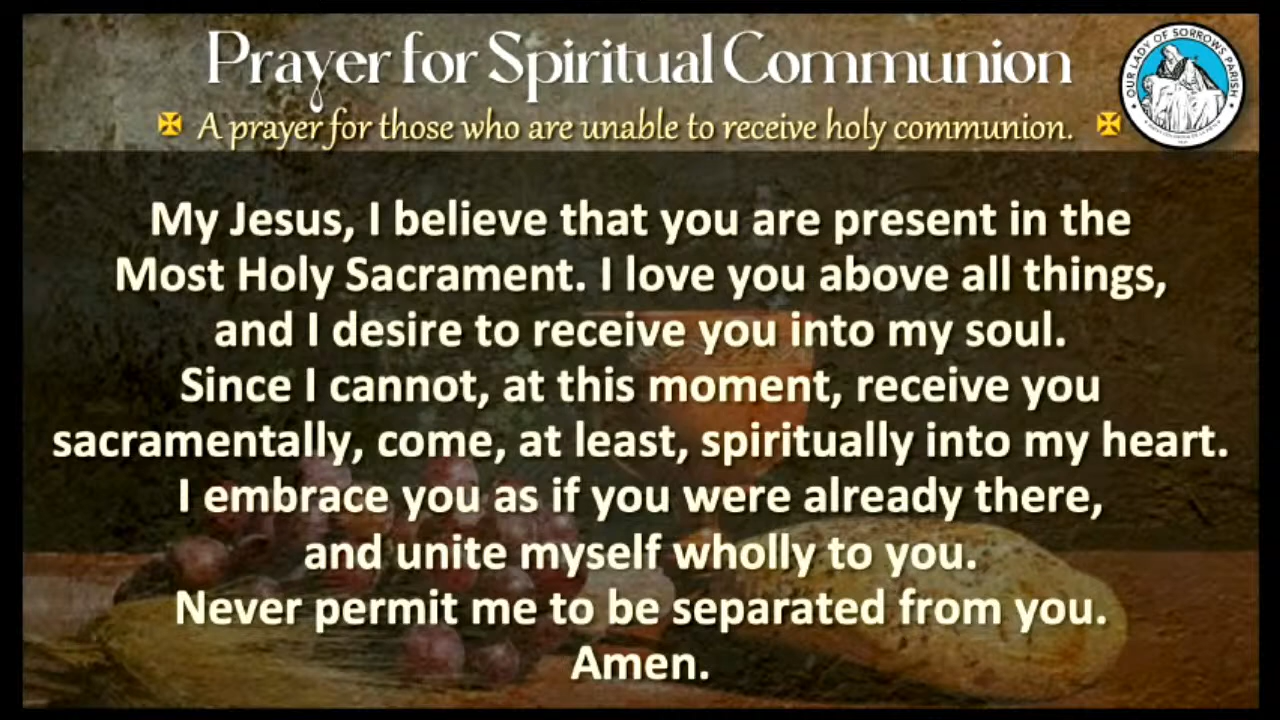 Prayer for Spiritual Communion
A prayer for those who are unable to receive holy communion.
OUR LADY OF SORROWS PARISH
My Jesus, I believe that you are present in the
Most Holy Sacrament. I love you above all things,
and I desire to receive you into my soul.
Since I cannot, at this moment, receive you
sacramentally, come, at least, spiritually into my heart.
I embrace you as if you were already there,
and unite myself wholly to you.
Never permit me to be separated from you.
Amen.